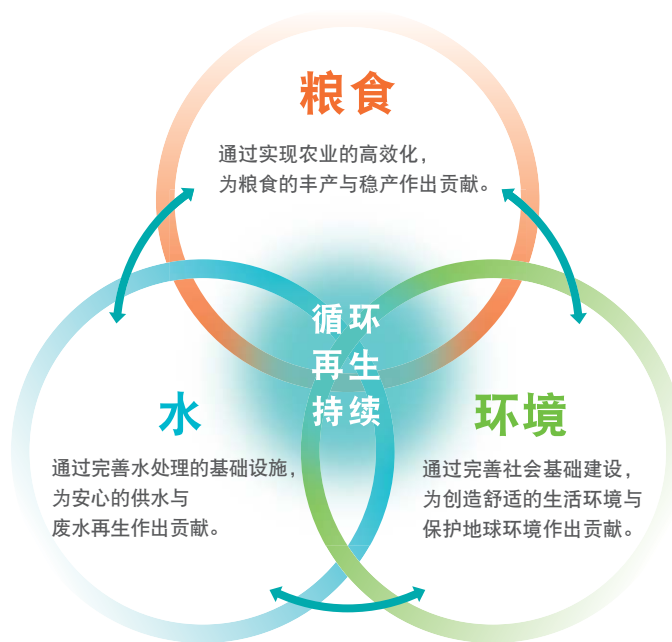 粮食
通过实现农业的高效化，
为粮食的丰产与稳产作出贡献。
循环
再生
持续
水
通过完善水处理的基础设施，
为安心的供水与
废水再生作出贡献。
环境
通过完善社会基础建设，
为创造舒适的生活环境与
保护地球环境作出贡献。